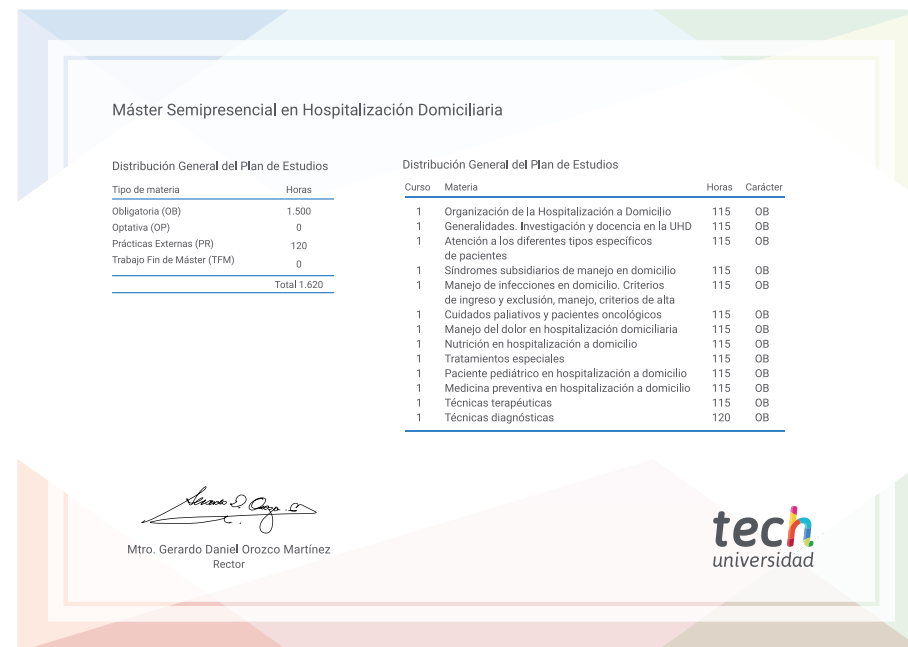 Máster Semipresencial en Hospitalización Domiciliaria
Distribución General del Plan de Estudios
Tipo de materia Horas
Obligatoria (OB) 1.500
Optativa (OP) 0
Prácticas Externas (PR) 120
Trabajo Fin de Máster (TFM) 0
Total 1.620
Distribución General del Plan de Estudios
Curso Materia Horas Carácter
1 Organización de la Hospitalización a Domicilio 115 OB
1 Generalidades. Investigación y docencia en la UHD 115 OB
1 Atención a los diferentes tipos específicos 115 OB
de pacientes
1 Síndromes subsidiarios de manejo en domicilio 115 OB
1 Manejo de infecciones en domicilio. Criterios 115 OB
de ingreso y exclusión, manejo, criterios de alta
1 Cuidados paliativos y pacientes oncológicos 115 OB
1 Manejo del dolor en hospitalización domiciliaria 115 OB
1 Nutrición en hospitalización a domicilio 115 OB
1 Tratamientos especiales 115 OB
1 Paciente pediátrico en hospitalización a domicilio 115 OB
1 Medicina preventiva en hospitalización a domicilio 115 OB
1 Técnicas terapéuticas 115 OB
1 Técnicas diagnósticas 120 OB
Mtro. Gerardo Daniel Orozco Martínez
Rector
tech
universidad